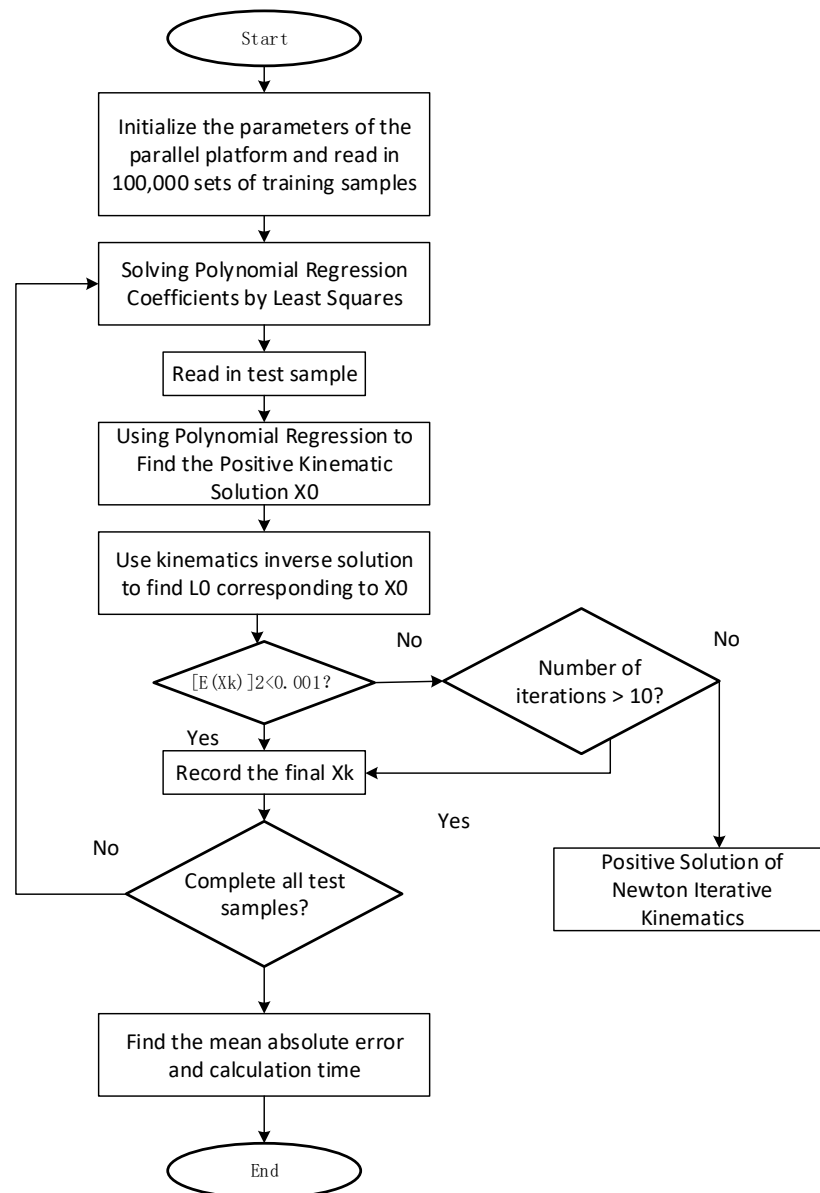 Start
Initialize the parameters of the
parallel platform and read in
100,000 sets of training samples
Solving Polynomial Regression
Coefficients by Least Squares
Read in test sample
Using Polynomial Regression to
Find the Positive Kinematic
Solution X0
Use kinematics inverse solution
to find L0 corresponding to X0
No
No
Number of
iterations > 10?
[E(Xk)]2<0.001?
Yes
Record the final Xk
Yes
No
Complete all test
samples?
Positive Solution of
Newton Iterative
Kinematics
Find the mean absolute error
and calculation time
End